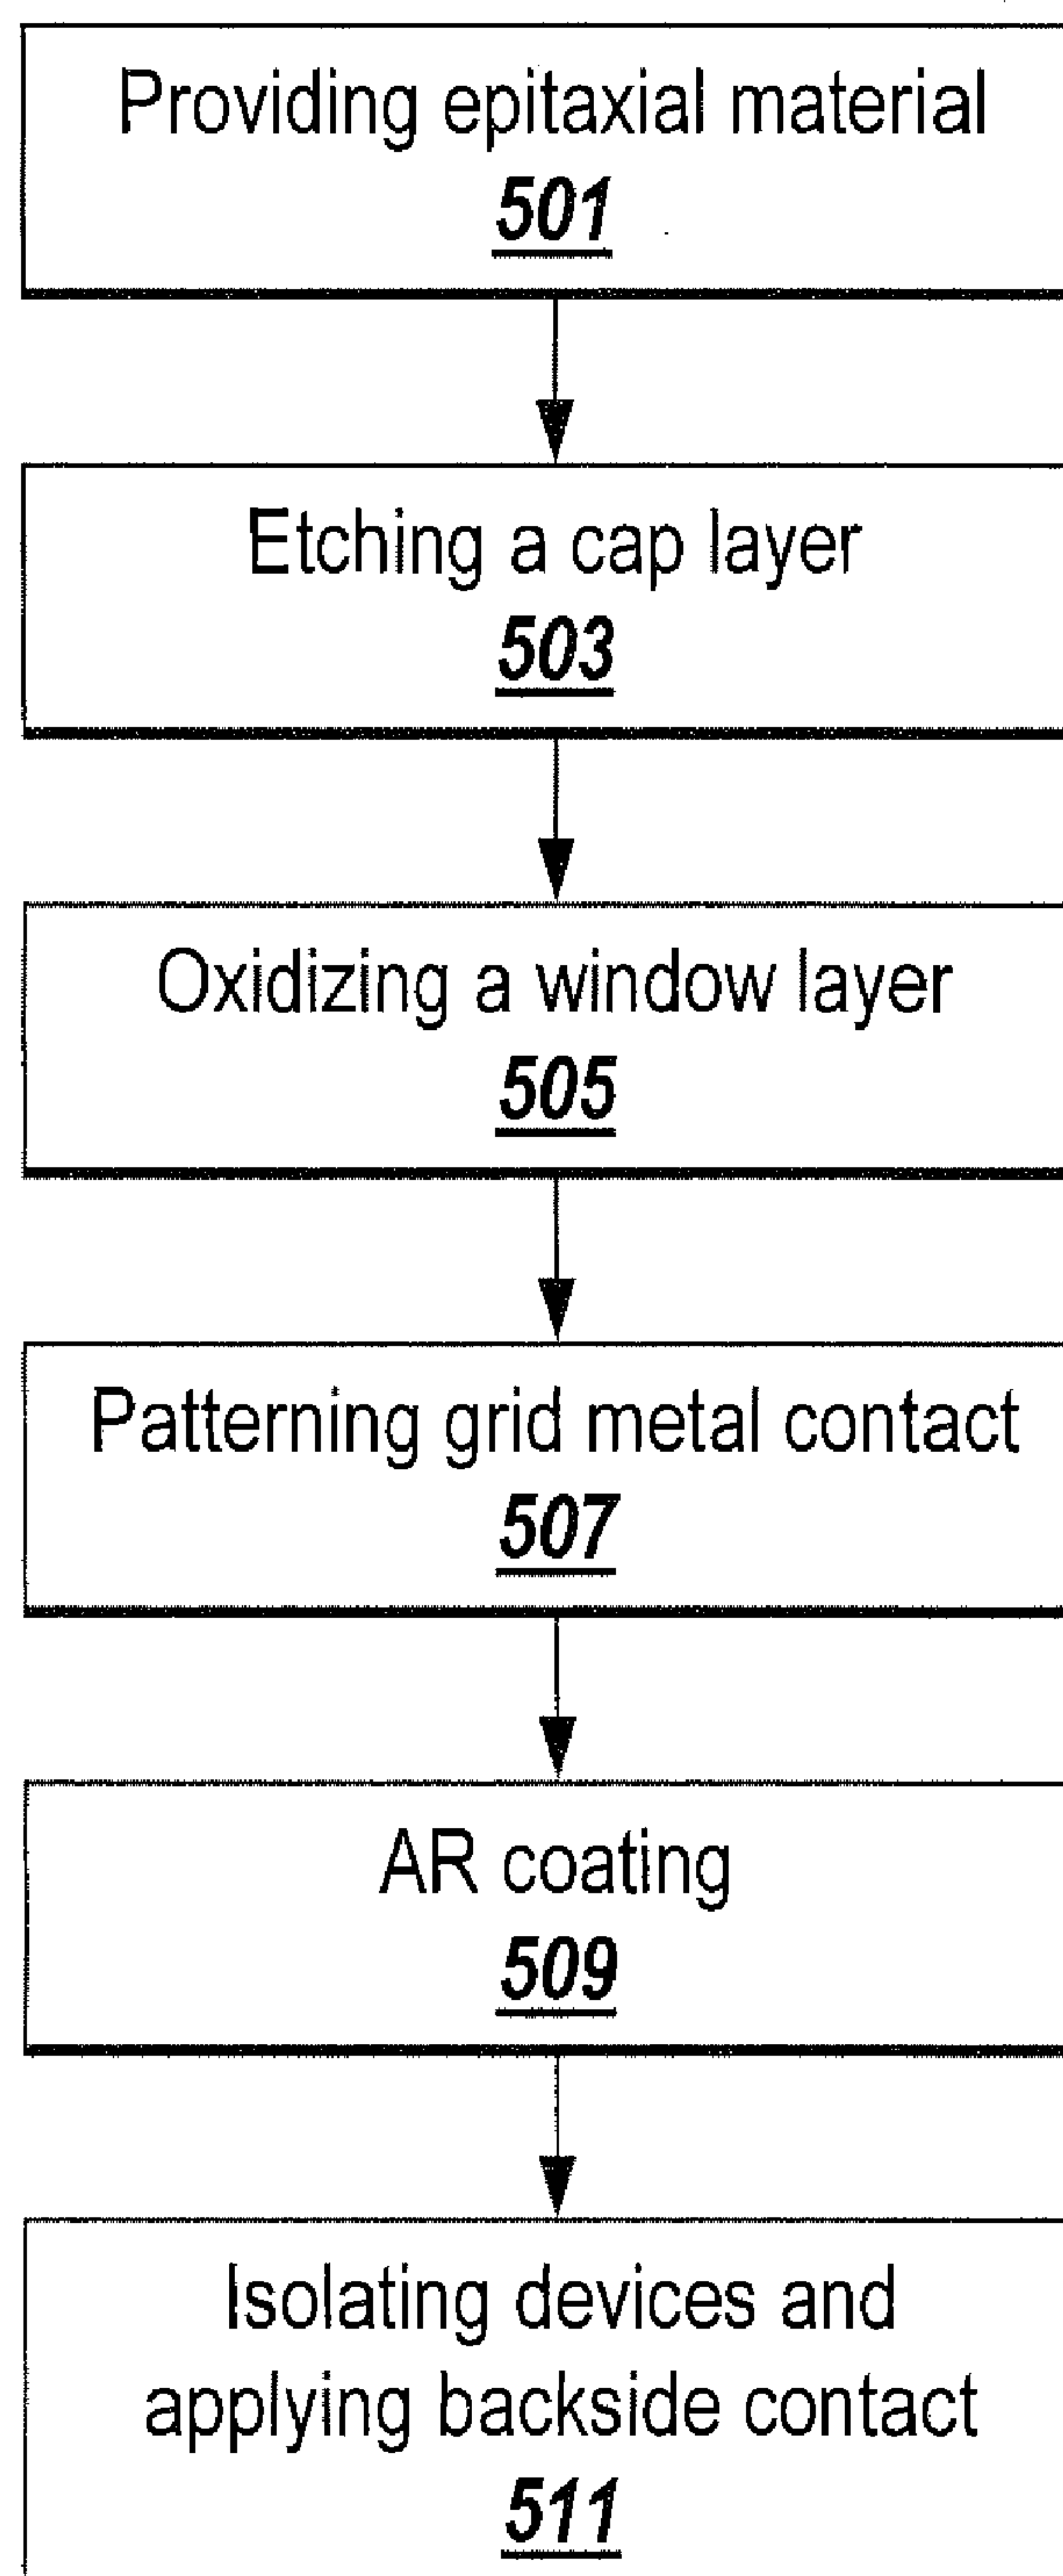 Providing epitaxial material
501
Etching a cap layer
503
Oxidizing a window layer
505
Patterning grid metal contact
507
AR coating
509
Isolating devices and
applying backside contact
511